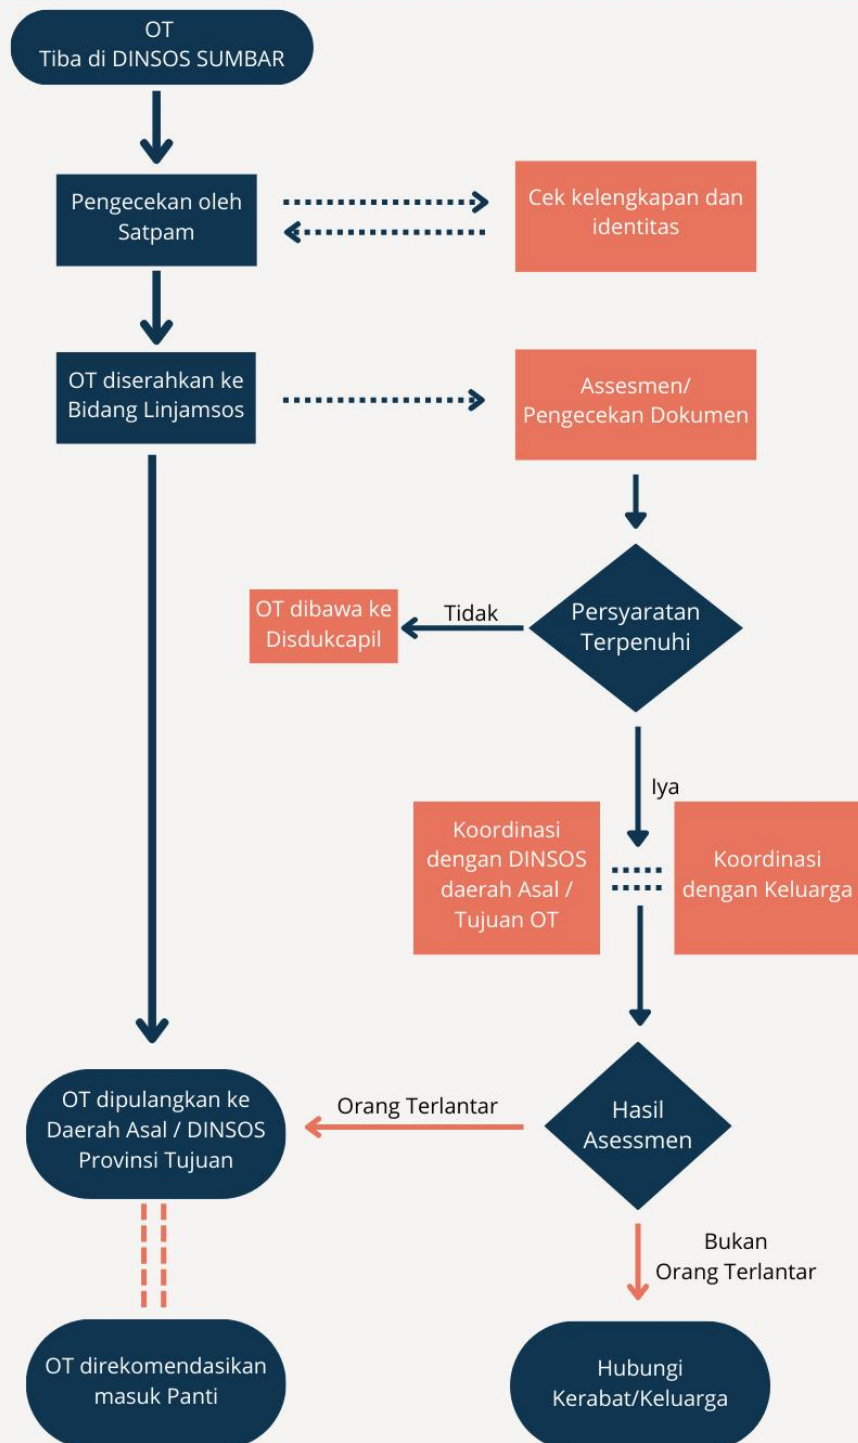 OT
Tiba di DINSOS SUMBAR
Pengecekan oleh
Satpam
Cek kelengkapan dan
identitas
OT diserahkan ke
Bidang Linjamsos
Assesmen/
Pengecekan Dokumen
OT dibawa ke
Disdukcapil
Tidak
Persyaratan
Terpenuhi
Iya
Koordinasi
dengan DINSOS
daerah Asal /
Tujuan OT
Koordinasi
dengan Keluarga
OT dipulangkan ke
Daerah Asal / DINSOS
Provinsi Tujuan
Orang Terlantar
Hasil
Asessmen
Bukan
Orang Terlantar
OT direkomendasikan
masuk Panti
Hubungi
Kerabat/Keluarga